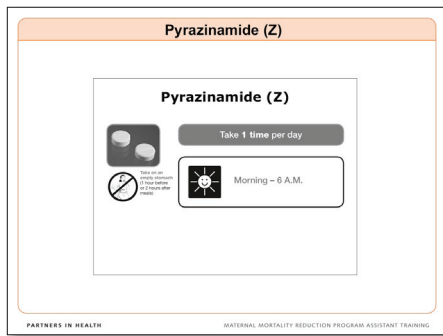 Pyrazinamide (Z)
Pyrazinamide (Z)
Take 1 time per day
Take on an
empty stomach
(1 hour before
or 2 hours after
meals)
Morning – 6 A.M.
PARTNERS IN HEALTH
MATERNAL MORTALITY REDUCTION PROGRAM ASSISTANT TRAINING